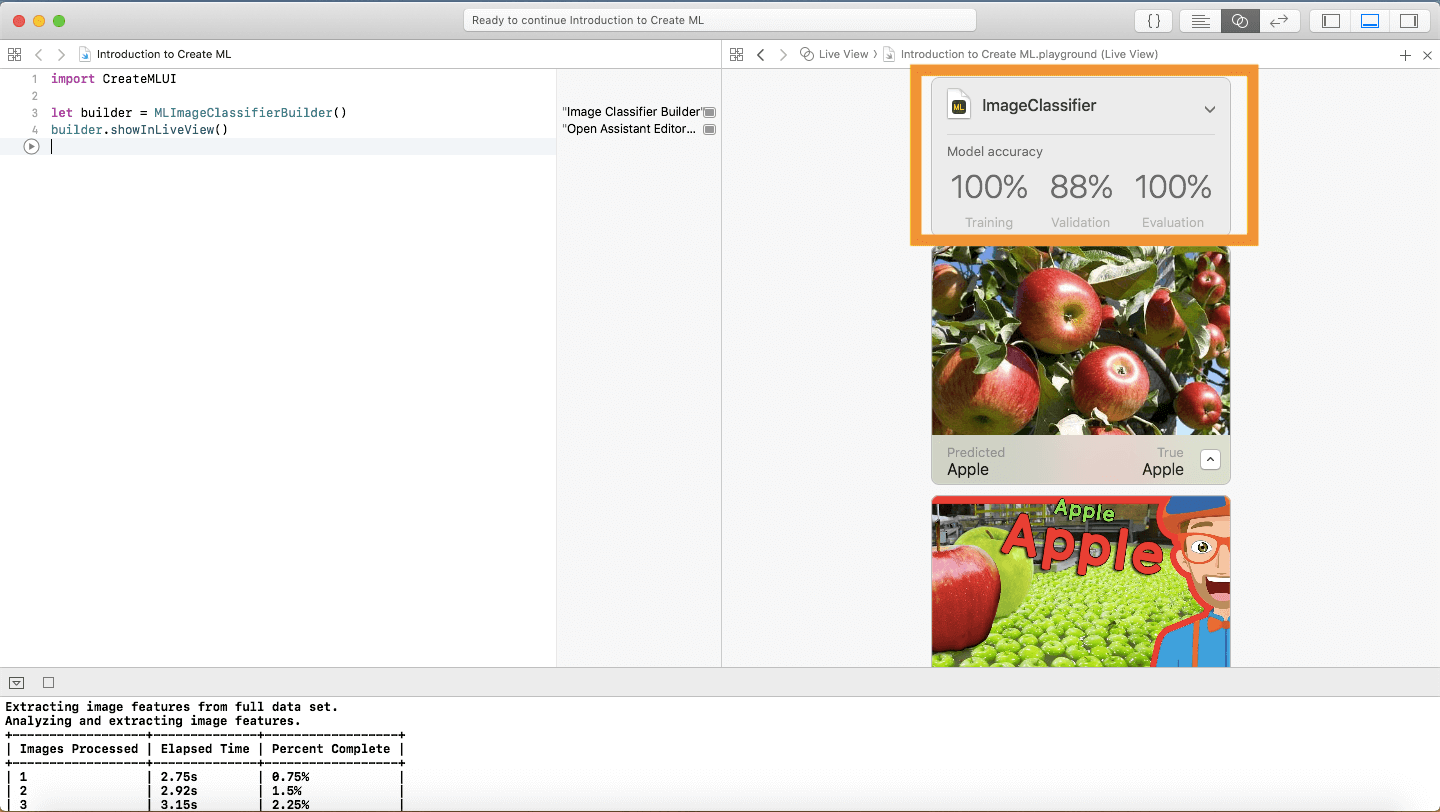 Ready to continue Introduction to Create ML
{ }
Introduction to Create ML
Live View
Introduction to Create ML.playground (Live View)
1 import CreateMLUI
2
3 let builder = MLImageClassifierBuilder()
4 builder.showInLiveView()
"Image Classifier Builder"
"Open Assistant Editor...
ML
ImageClassifier
Model accuracy
100% 88% 100%
Training Validation Evaluation
Predicted True
Apple Apple
Apple
Apple
Extracting image features from full data set.
Analyzing and extracting image features.
+------------------+--------------+------------------+
| Images Processed | Elapsed Time | Percent Complete |
+------------------+--------------+------------------+
| 1 | 2.75s | 0.75% |
| 2 | 2.92s | 1.5% |
| 3 | 3.15s | 2.25% |